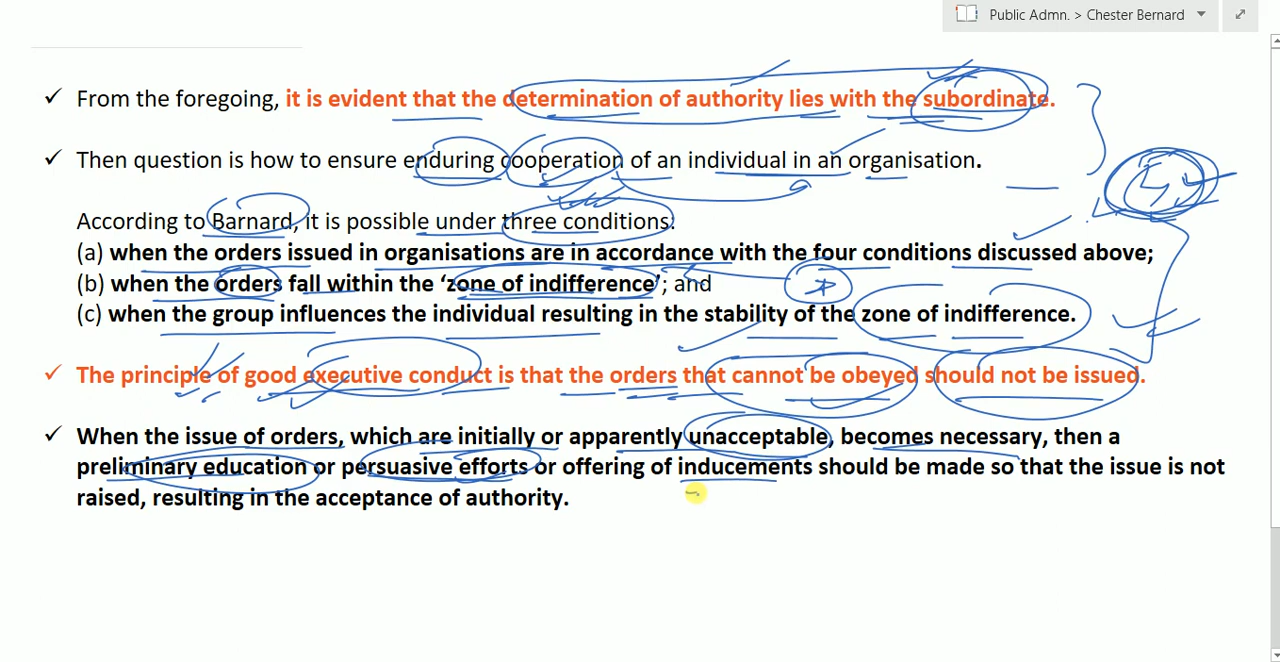 Public Admn. > Chester Bernard
✓ From the foregoing, it is evident that the determination of authority lies with the subordinate.
✓ Then question is how to ensure enduring cooperation of an individual in an organisation.
According to Barnard, it is possible under three conditions:
(a) when the orders issued in organisations are in accordance with the four conditions discussed above;
(b) when the orders fall within the ‘zone of indifference’; and
(c) when the group influences the individual resulting in the stability of the zone of indifference.
✓ The principle of good executive conduct is that the orders that cannot be obeyed should not be issued.
✓ When the issue of orders, which are initially or apparently unacceptable, becomes necessary, then a
preliminary education or persuasive efforts or offering of inducements should be made so that the issue is not
raised, resulting in the acceptance of authority.